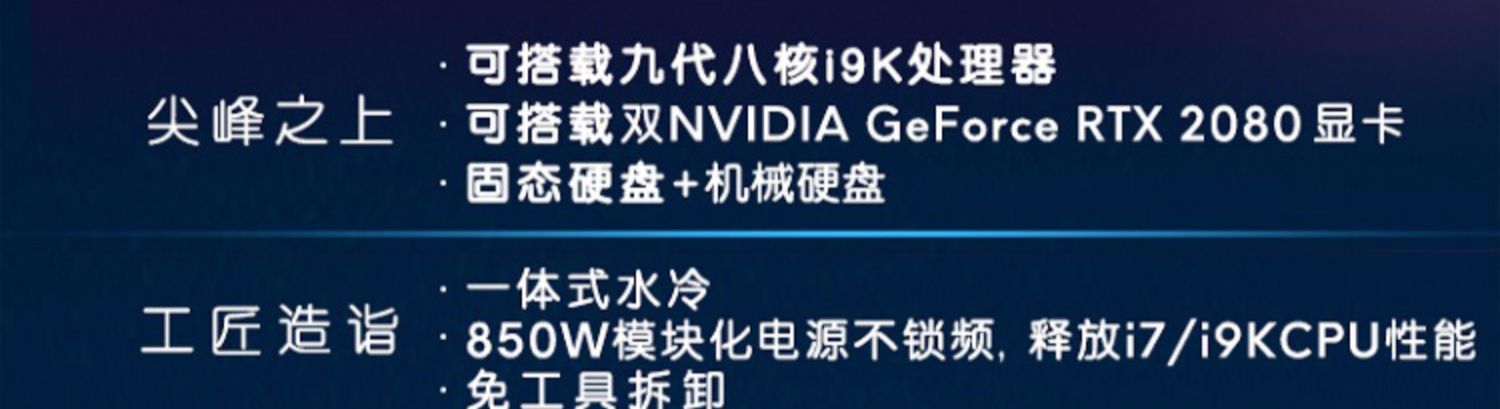 尖峰之上
· 可搭载九代八核i9K处理器
· 可搭载双NVIDIA GeForce RTX 2080显卡
· 固态硬盘+机械硬盘
工匠造诣
· 一体式水冷
· 850W模块化电源不锁频, 释放i7/i9KCPU性能
· 免工具拆卸